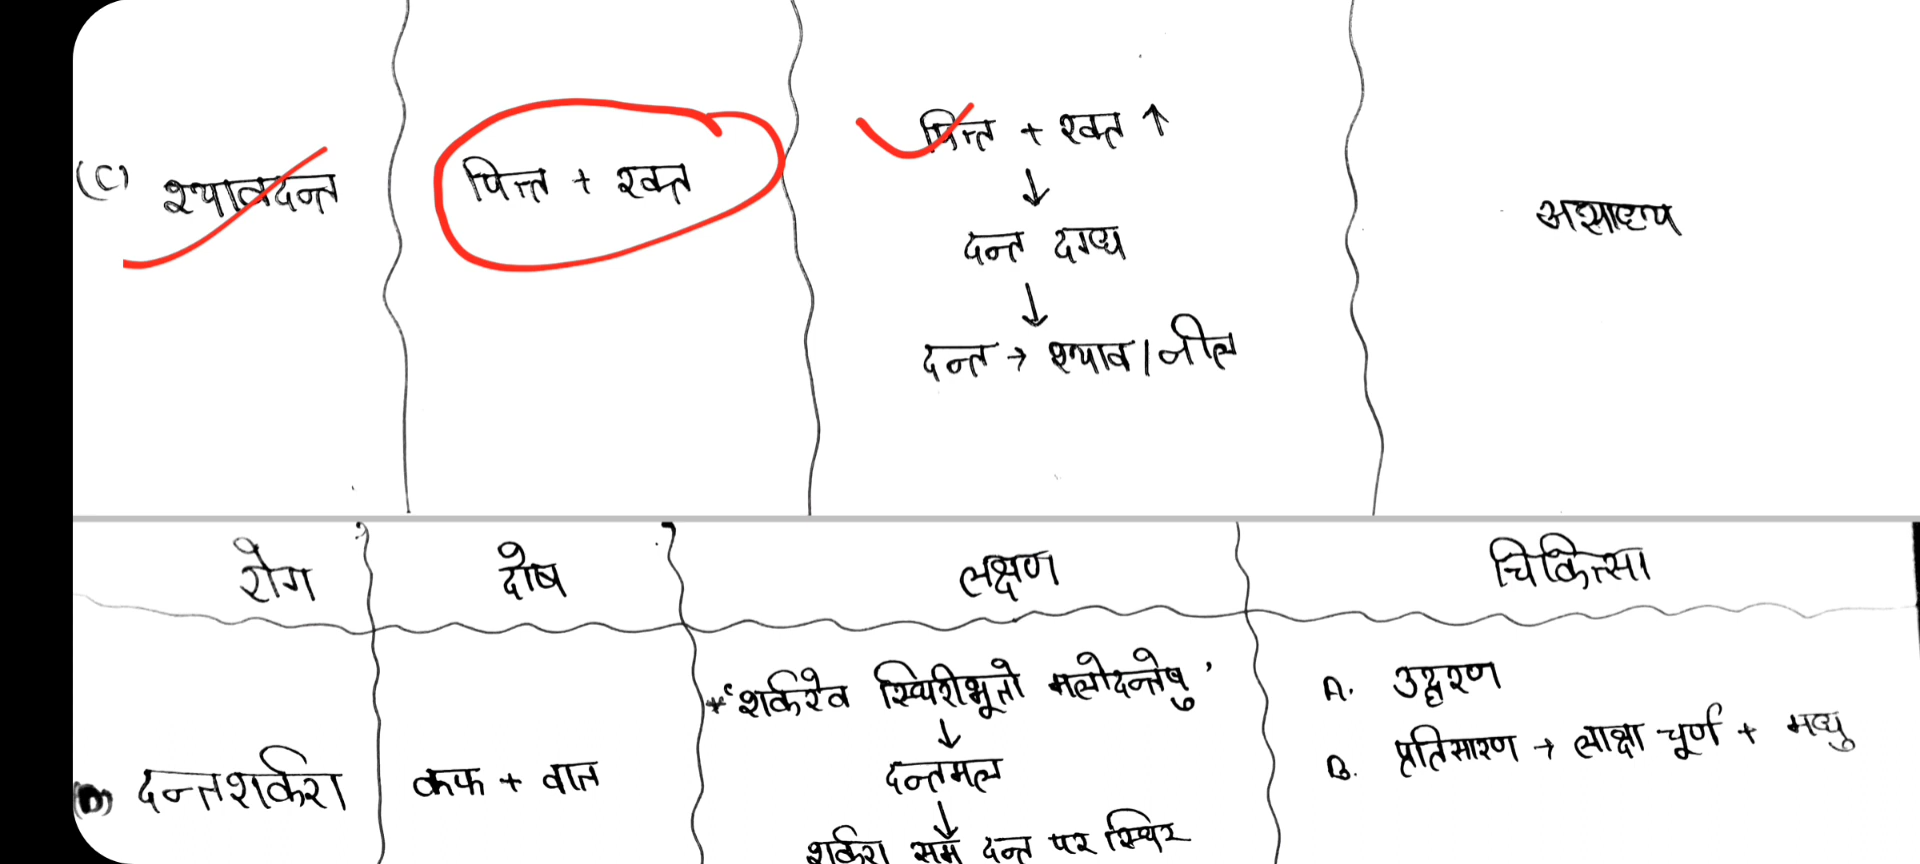 (C) श्यावदन्त
पित्त + रक्त
पित्त + रक्त ↑
↓
दन्त दग्ध
↓
दन्त → श्याव / नील
असाध्य
रोग दोष लक्षण चिकित्सा
(D) दन्तशर्करा
कफ + वात
* 'शर्करेव स्थिरीभूतो मलोदन्तेषु'
↓
दन्तमल
↓
शर्करा सम दन्त पर स्थिर
A. उद्धरण
B. प्रतिसारण → लाक्षा चूर्ण + मधु